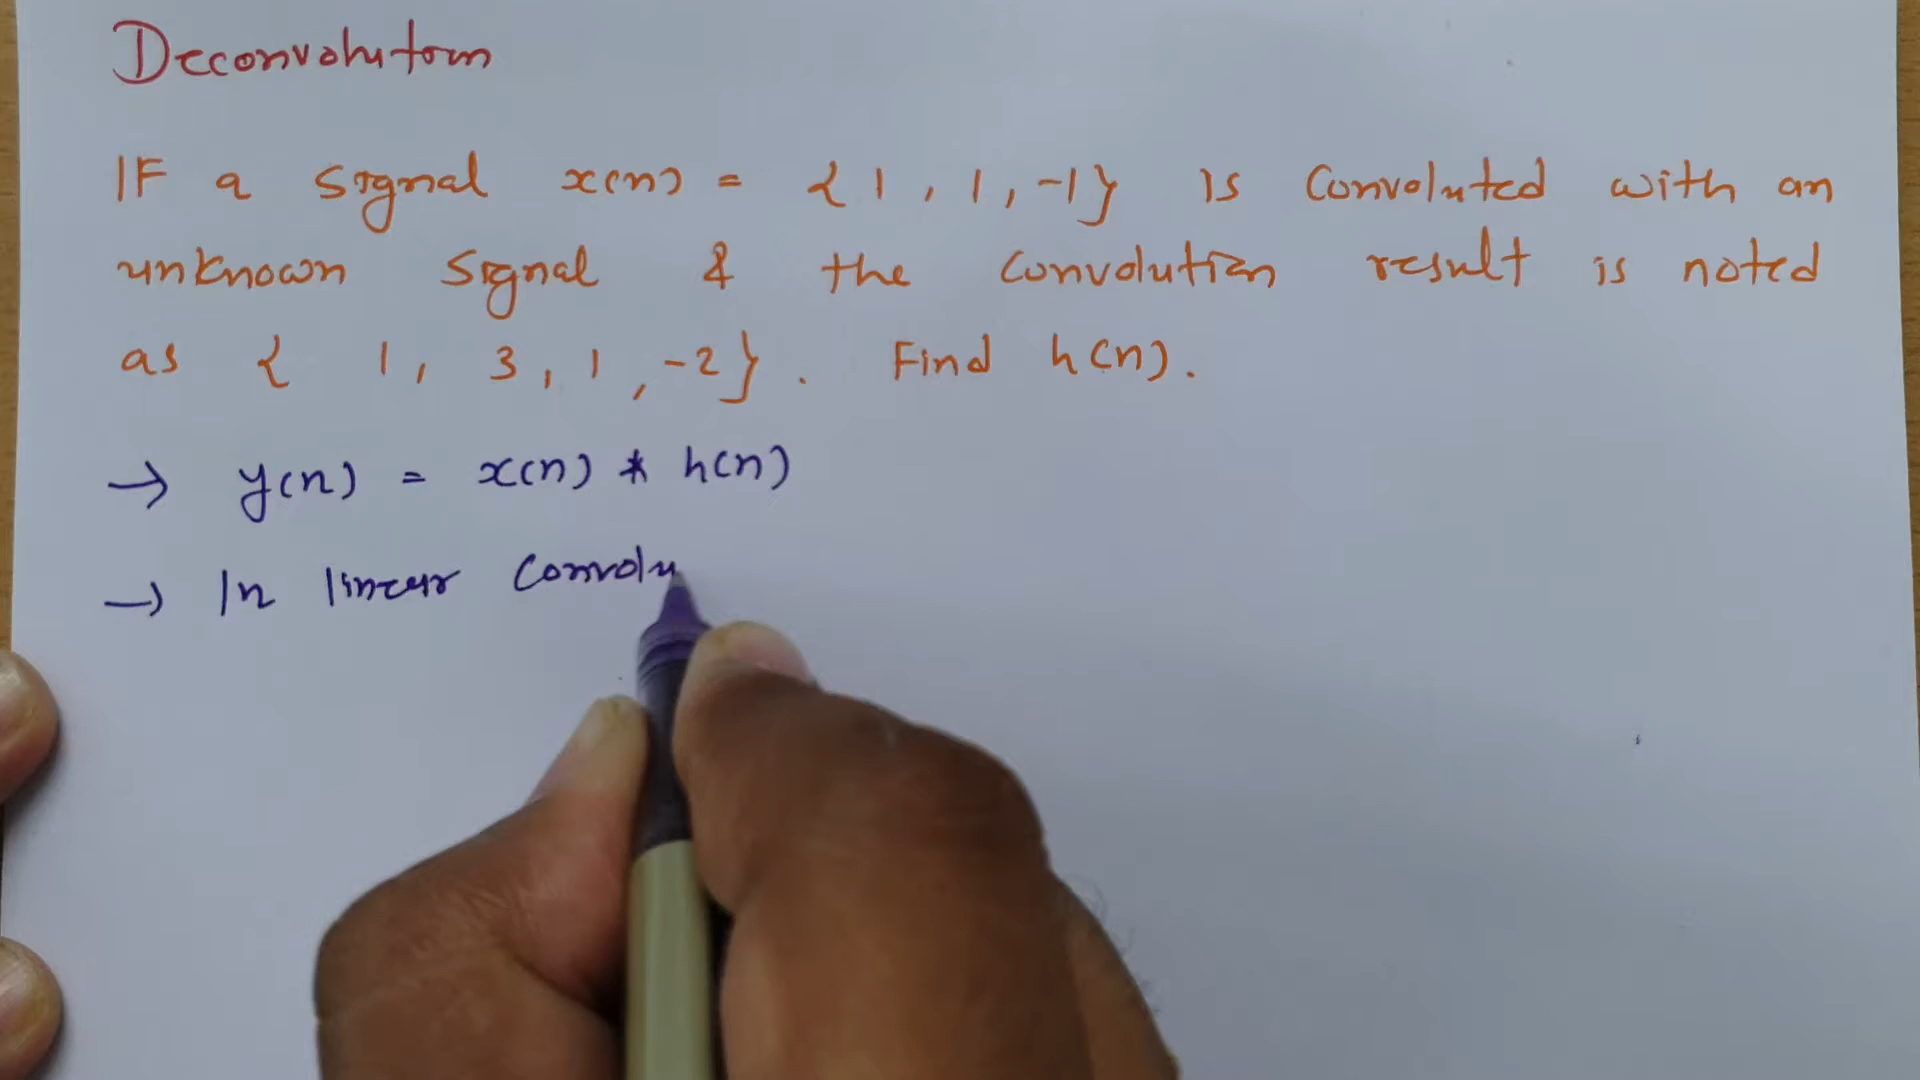 Deconvolution
IF a signal x(n) = {1, 1, -1} is convoluted with an
unknown signal & the convolution result is noted
as { 1, 3, 1, -2}. Find h(n).
→ y(n) = x(n) * h(n)
→ In linear Convolu